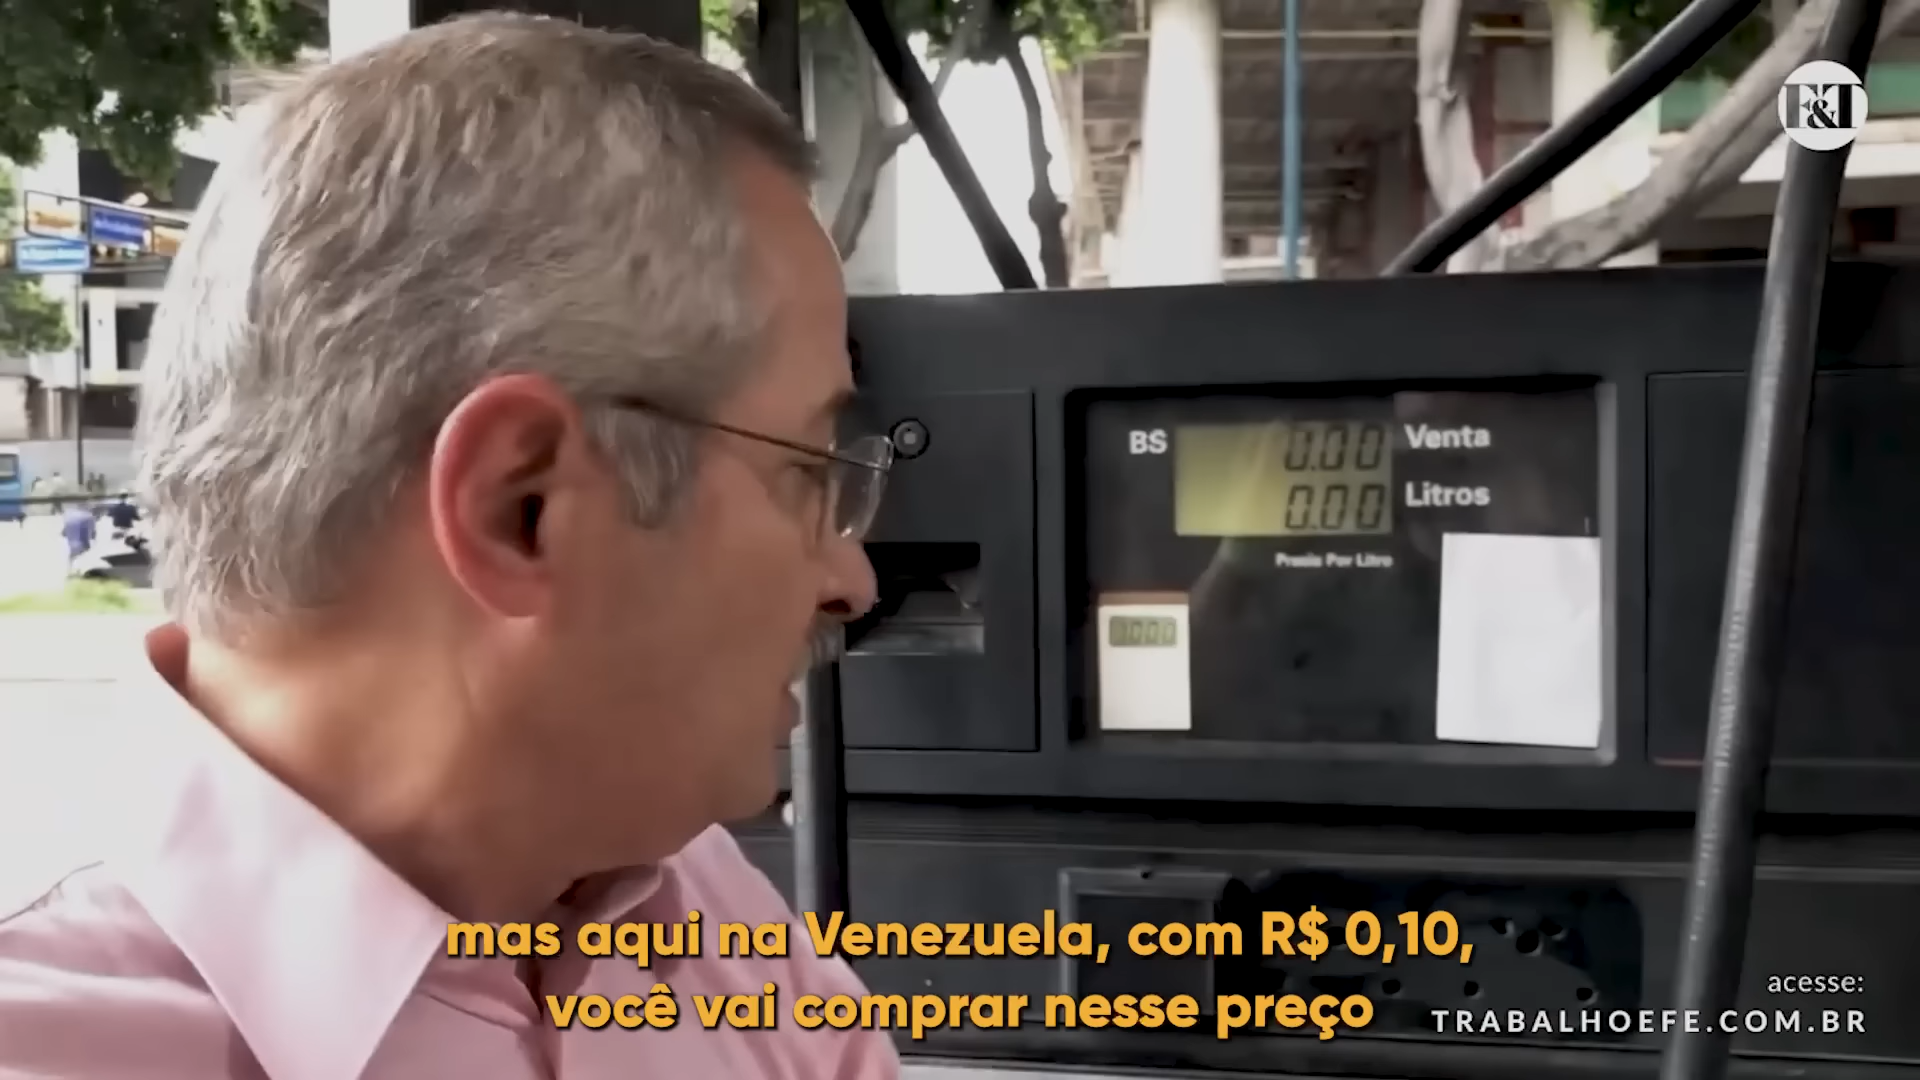 F&T
BS 0.00 Venta
0.00 Litros
Precio Por Litro
mas aqui na Venezuela, com R$ 0,10,
você vai comprar nesse preço
acesse:
TRABALHOEFE.COM.BR